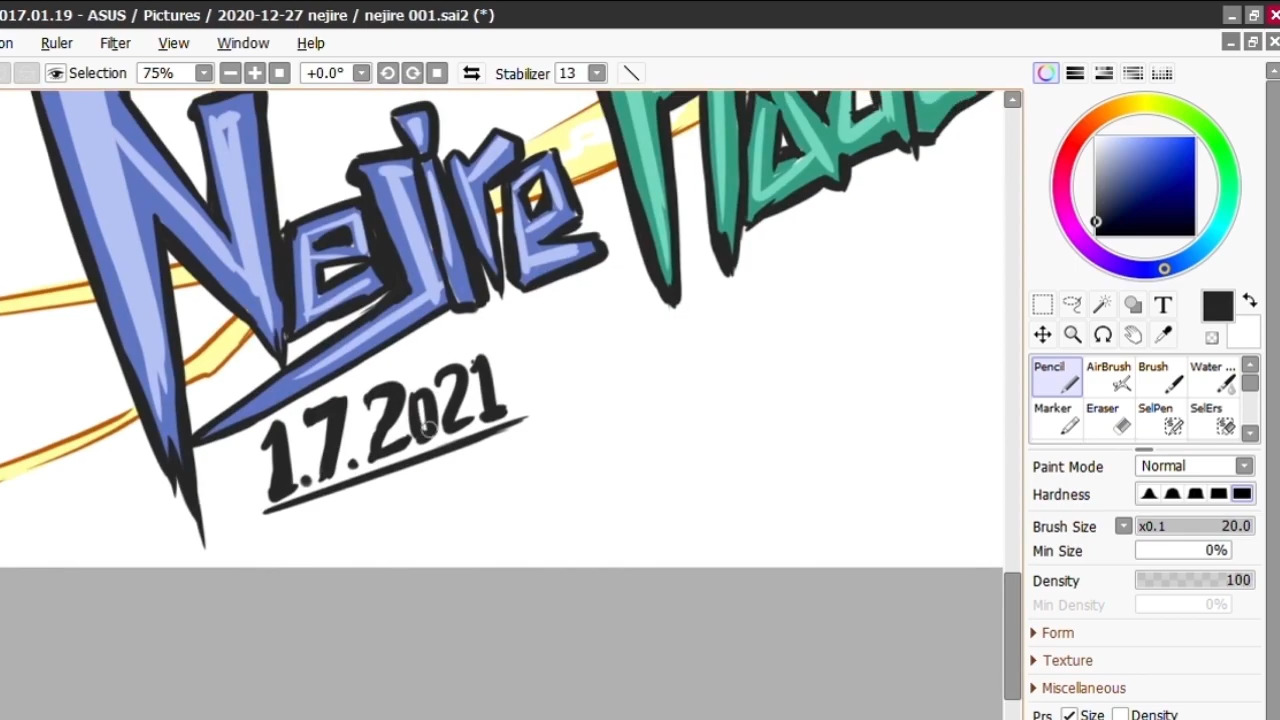 017.01.19 - ASUS / Pictures / 2020-12-27 nejire / nejire 001.sai2 (*)
on Ruler Filter View Window Help
Selection 75% +0.0° Stabilizer 13
Nejire
1.7.2021
T
Pencil AirBrush Brush Water ...
Marker Eraser SelPen SelErs
Paint Mode Normal
Hardness
Brush Size x0.1 20.0
Min Size 0%
Density 100
Min Density 0%
Form
Texture
Miscellaneous
Prs Size Density